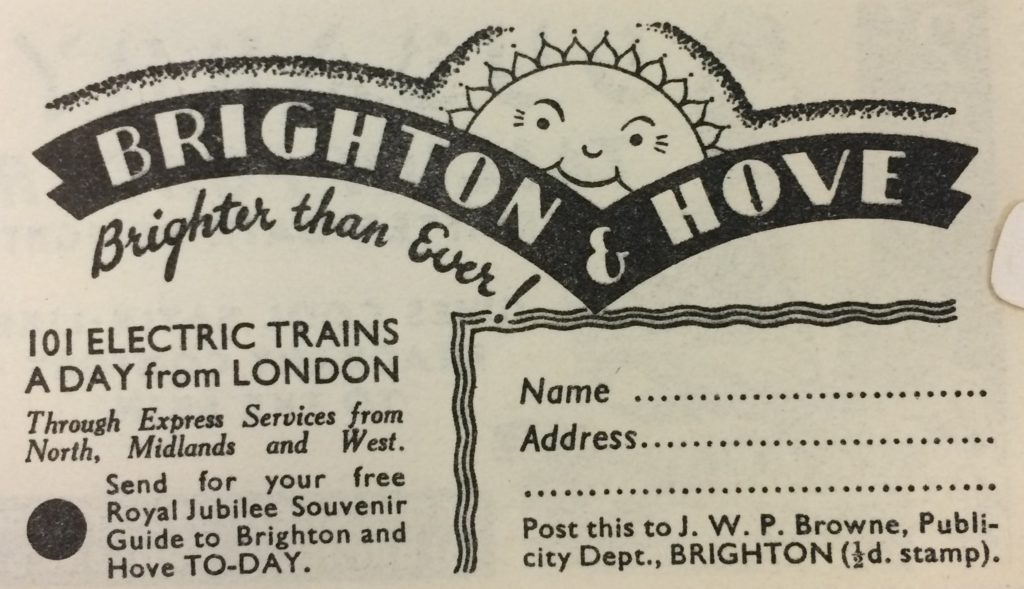 BRIGHTON & HOVE
Brighter than Ever!
101 ELECTRIC TRAINS
A DAY from LONDON
Through Express Services from
North, Midlands and West.
Send for your free
Royal Jubilee Souvenir
Guide to Brighton and
Hove TO-DAY.
Name ..............................
Address..............................
........................................
Post this to J. W. P. Browne, Publi-
city Dept., BRIGHTON (½d. stamp).